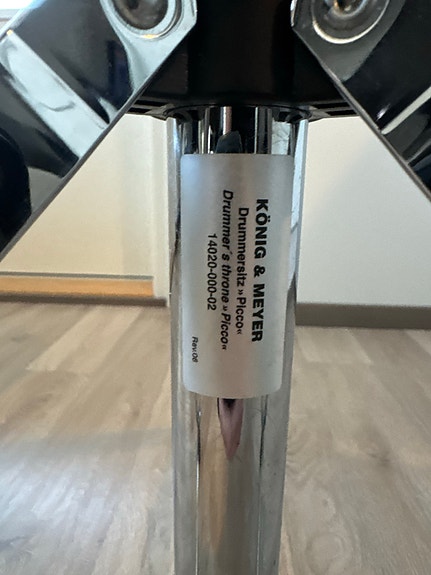 KÖNIG & MEYER
Drummersitz »Picco«
Drummer´s throne »Picco«
14020-000-02
Rev.06